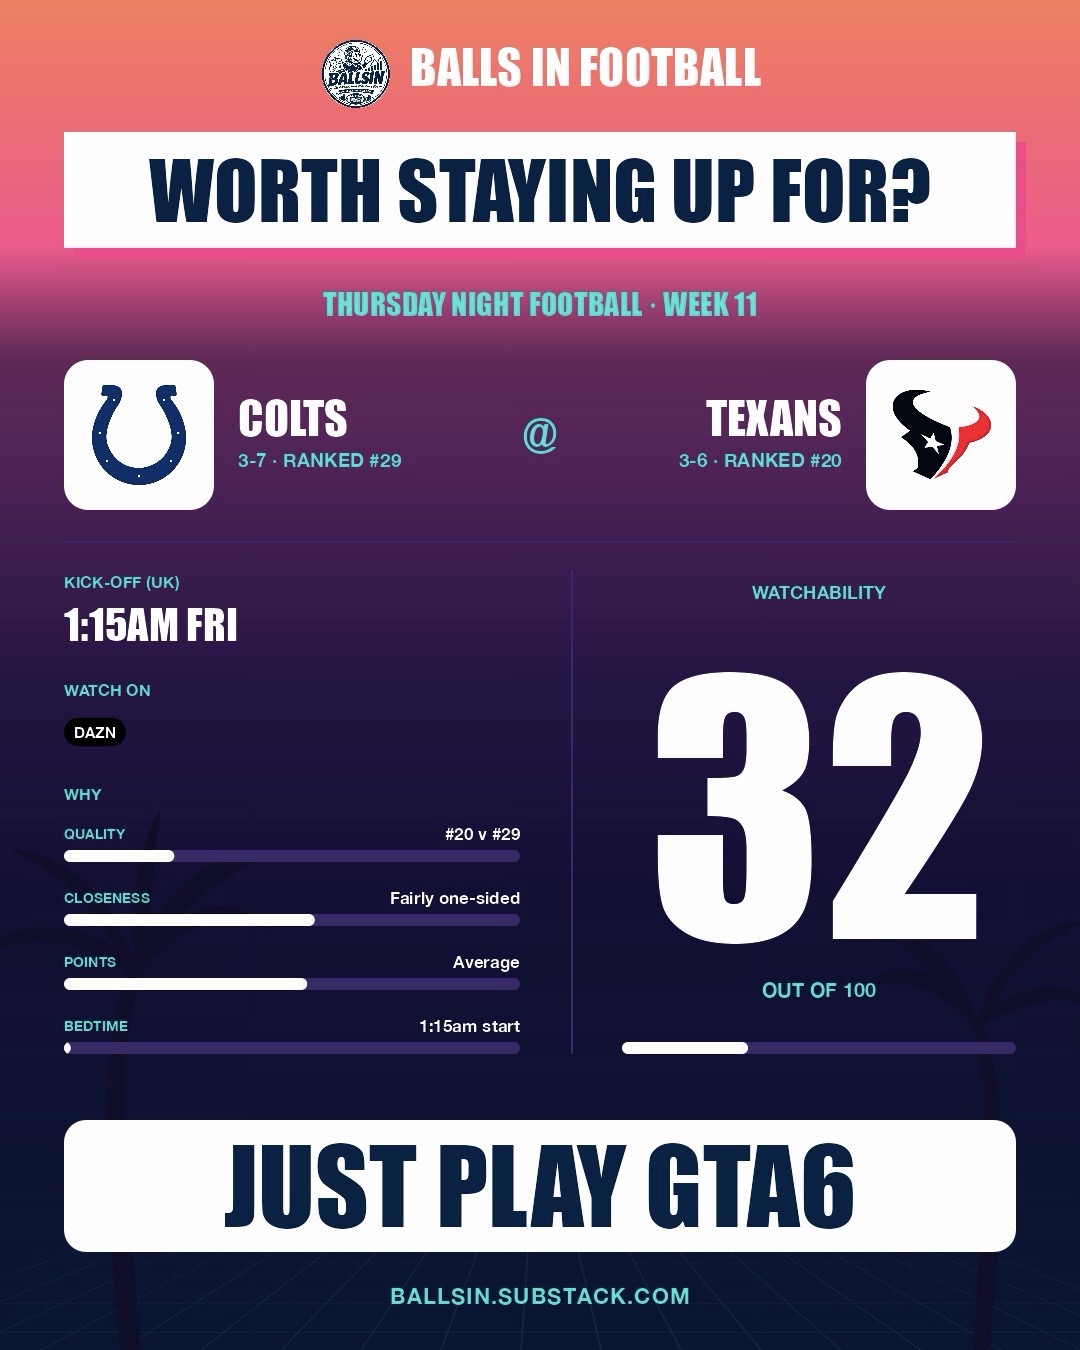 BALLSIN
BALLS IN FOOTBALL
WORTH STAYING UP FOR?
THURSDAY NIGHT FOOTBALL · WEEK 11
COLTS
3-7 · RANKED #29
@
TEXANS
3-6 · RANKED #20
KICK-OFF (UK)
1:15AM FRI
WATCH ON
DAZN
WHY
QUALITY #20 v #29
CLOSENESS Fairly one-sided
POINTS Average
BEDTIME 1:15am start
WATCHABILITY
32
OUT OF 100
JUST PLAY GTA6
BALLSIN.SUBSTACK.COM